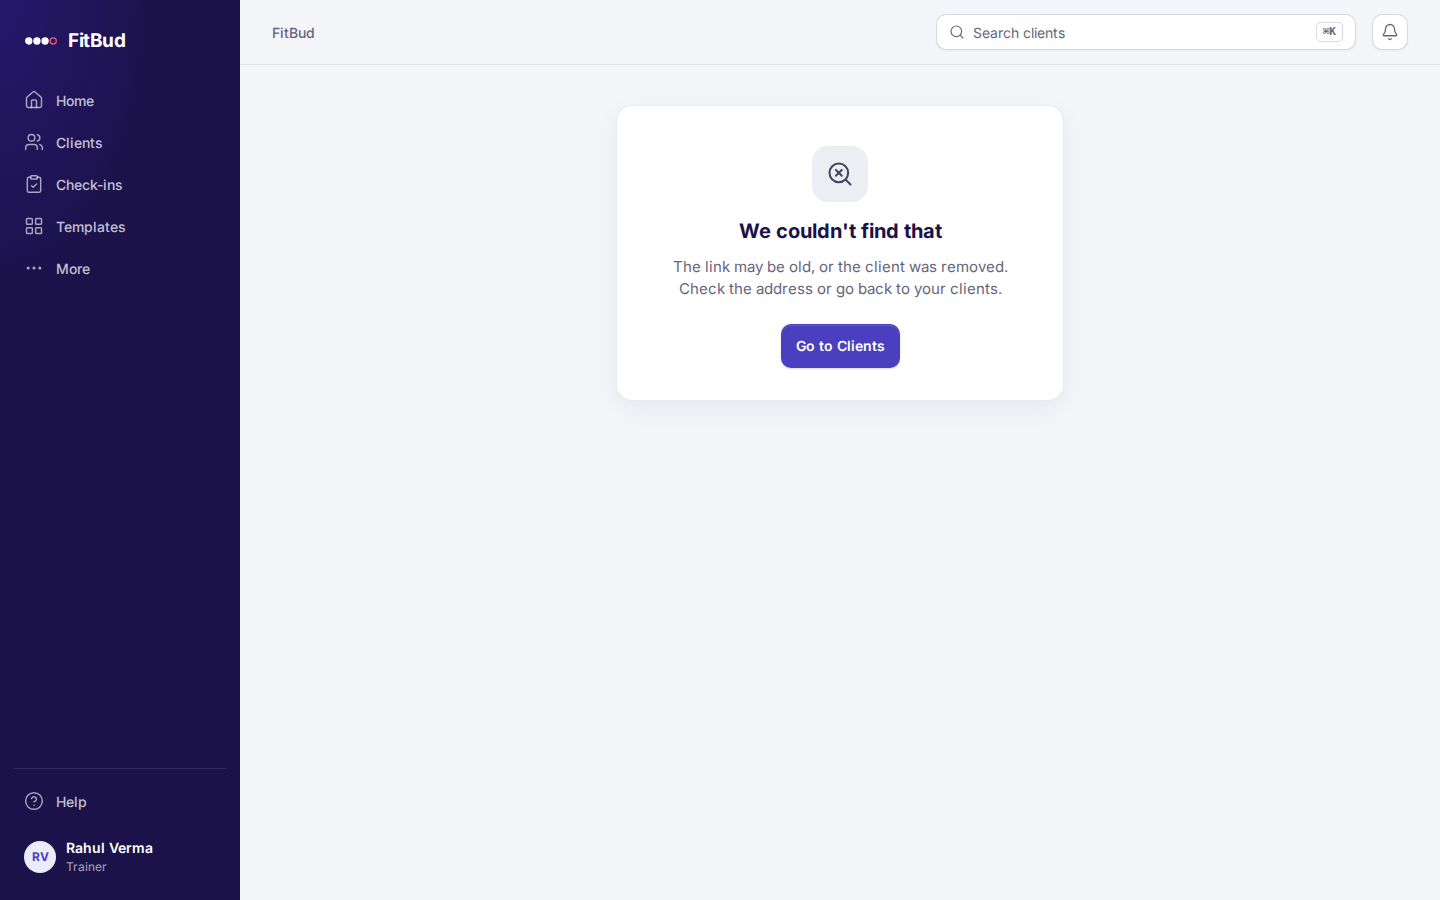 FitBud
Home
Clients
Check-ins
Templates
More
Help
RV
Rahul Verma
Trainer
FitBud
Search clients
⌘K
We couldn't find that
The link may be old, or the client was removed.
Check the address or go back to your clients.
Go to Clients